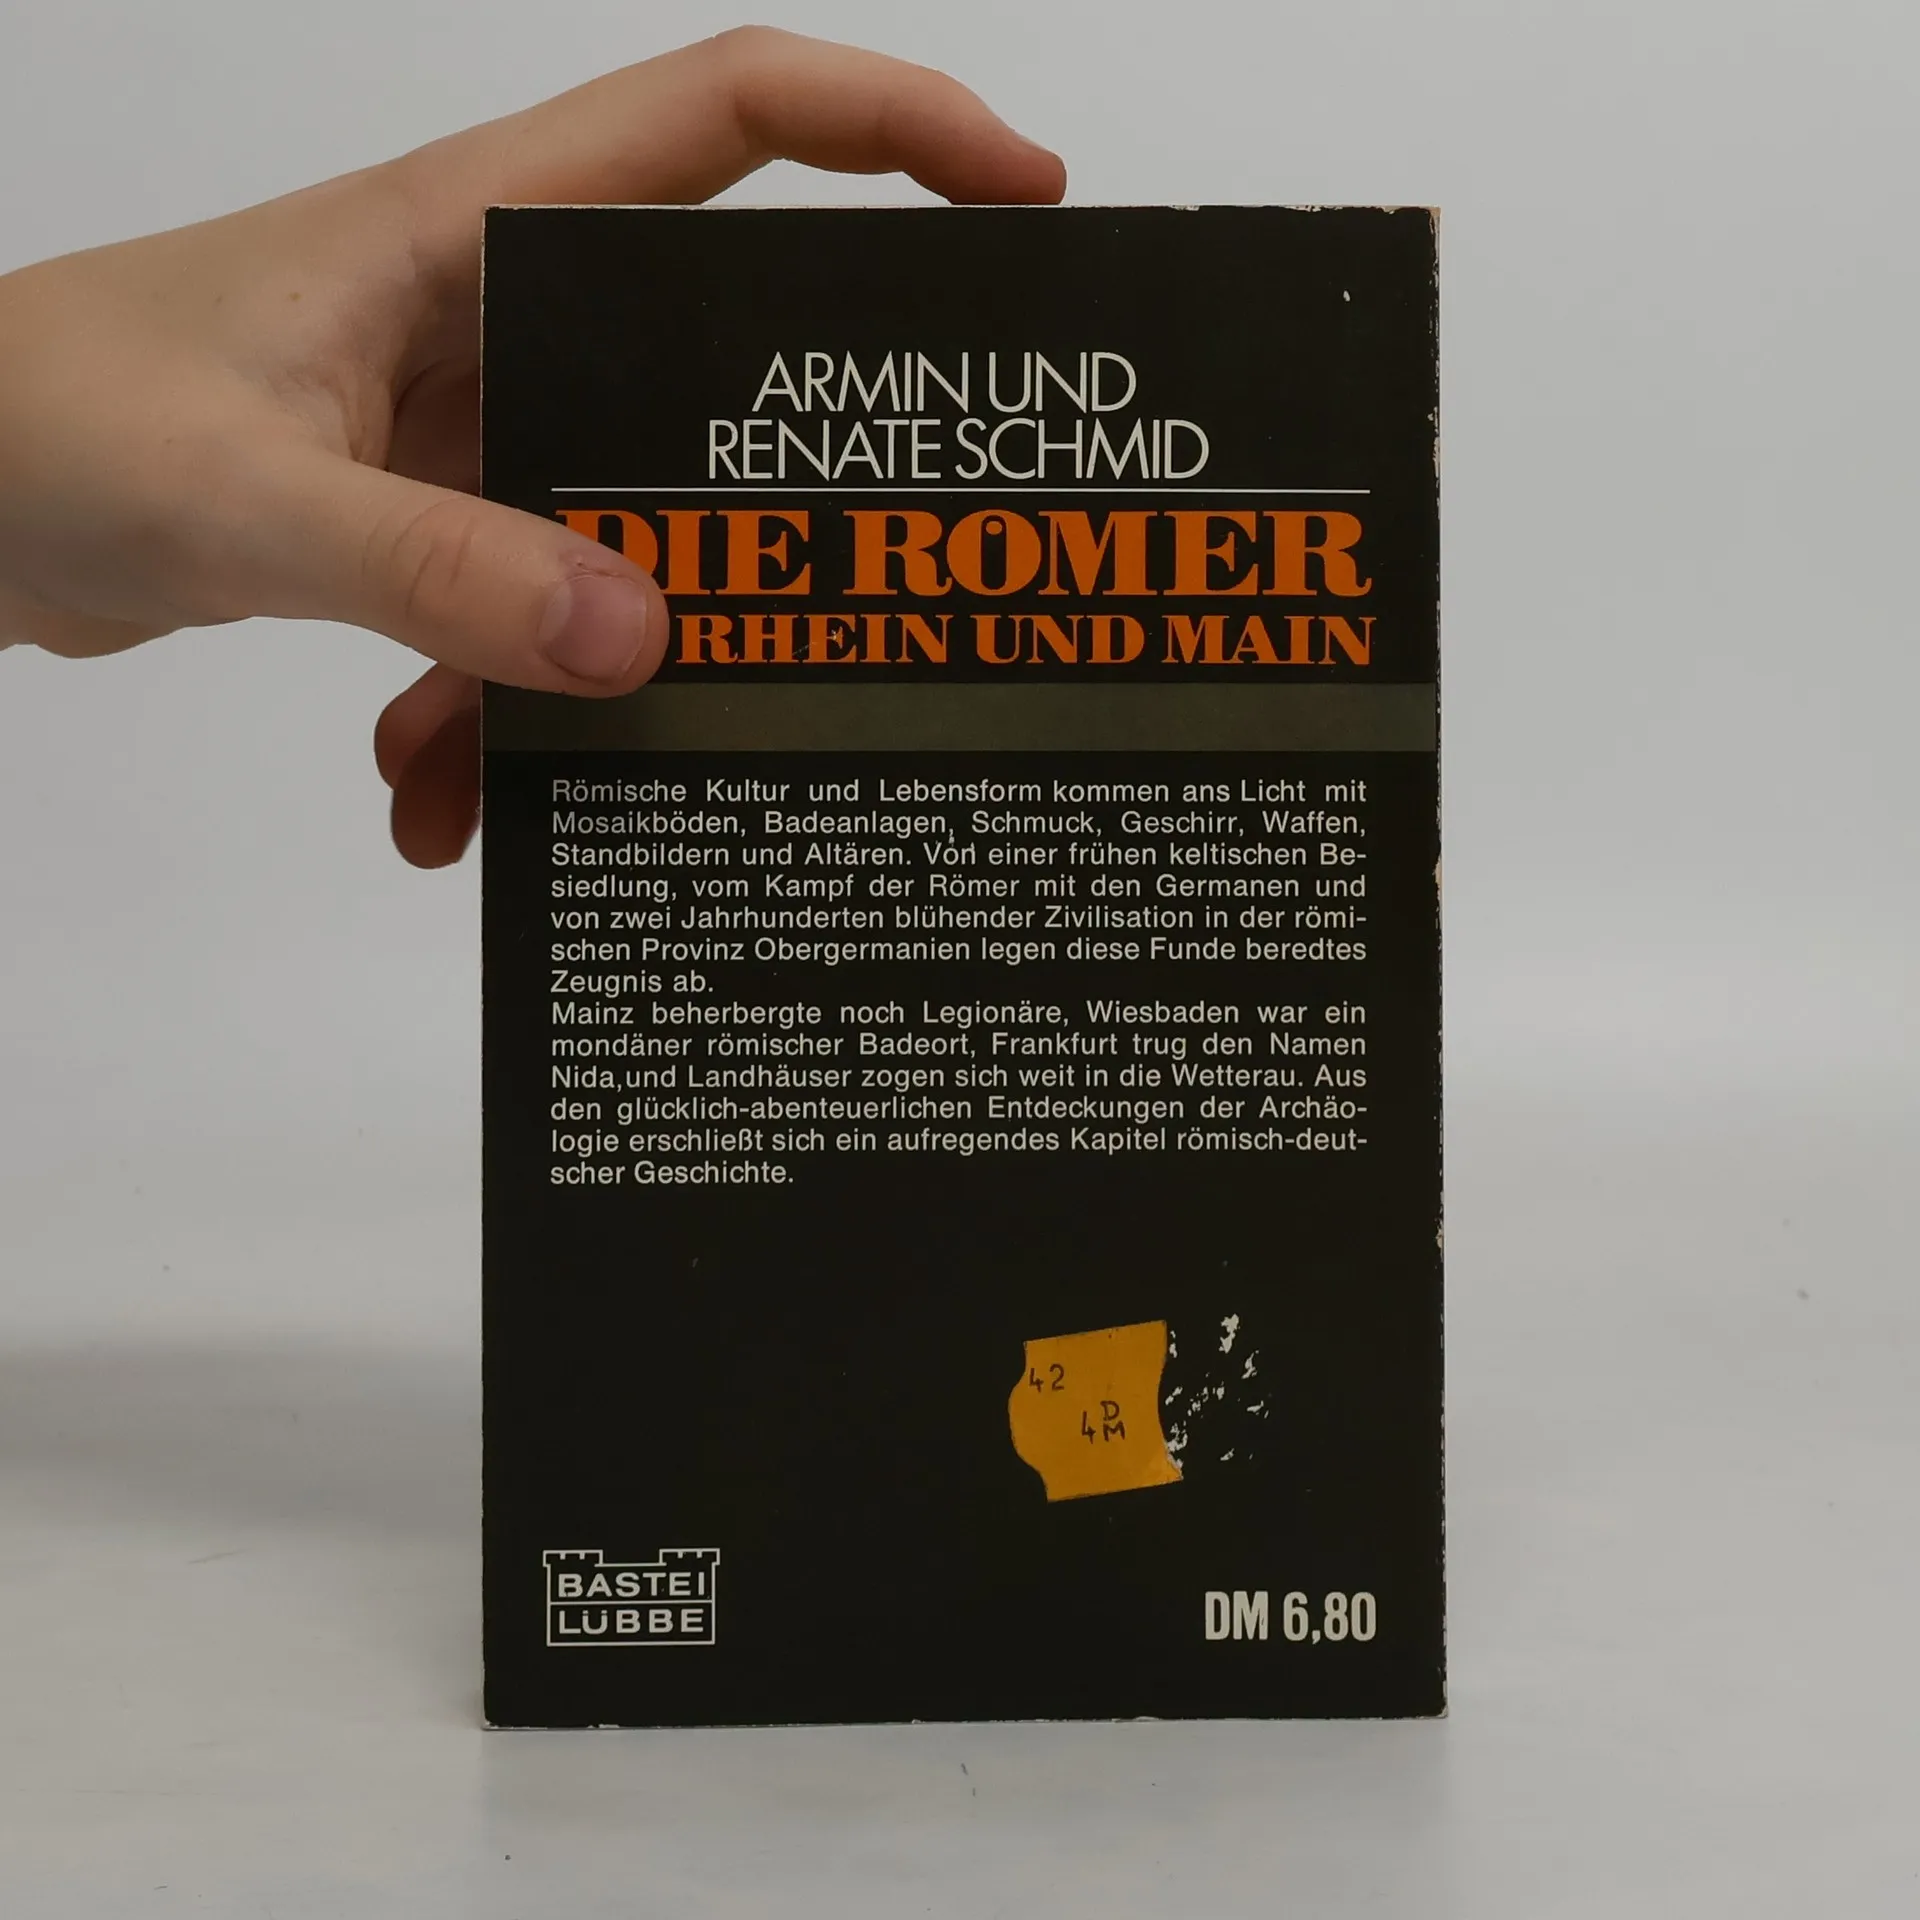 ARMIN UND
RENATE SCHMID
DIE RÖMER
RHEIN UND MAIN
Römische Kultur und Lebensform kommen ans Licht mit
Mosaikböden, Badeanlagen, Schmuck, Geschirr, Waffen,
Standbildern und Altären. Von einer frühen keltischen Be-
siedlung, vom Kampf der Römer mit den Germanen und
von zwei Jahrhunderten blühender Zivilisation in der römi-
schen Provinz Obergermanien legen diese Funde beredtes
Zeugnis ab.
Mainz beherbergte noch Legionäre, Wiesbaden war ein
mondäner römischer Badeort, Frankfurt trug den Namen
Nida,und Landhäuser zogen sich weit in die Wetterau. Aus
den glücklich-abenteuerlichen Entdeckungen der Archäo-
logie erschließt sich ein aufregendes Kapitel römisch-deut-
scher Geschichte.
42
4 DM
BASTEI
LÜBBE
DM 6,80